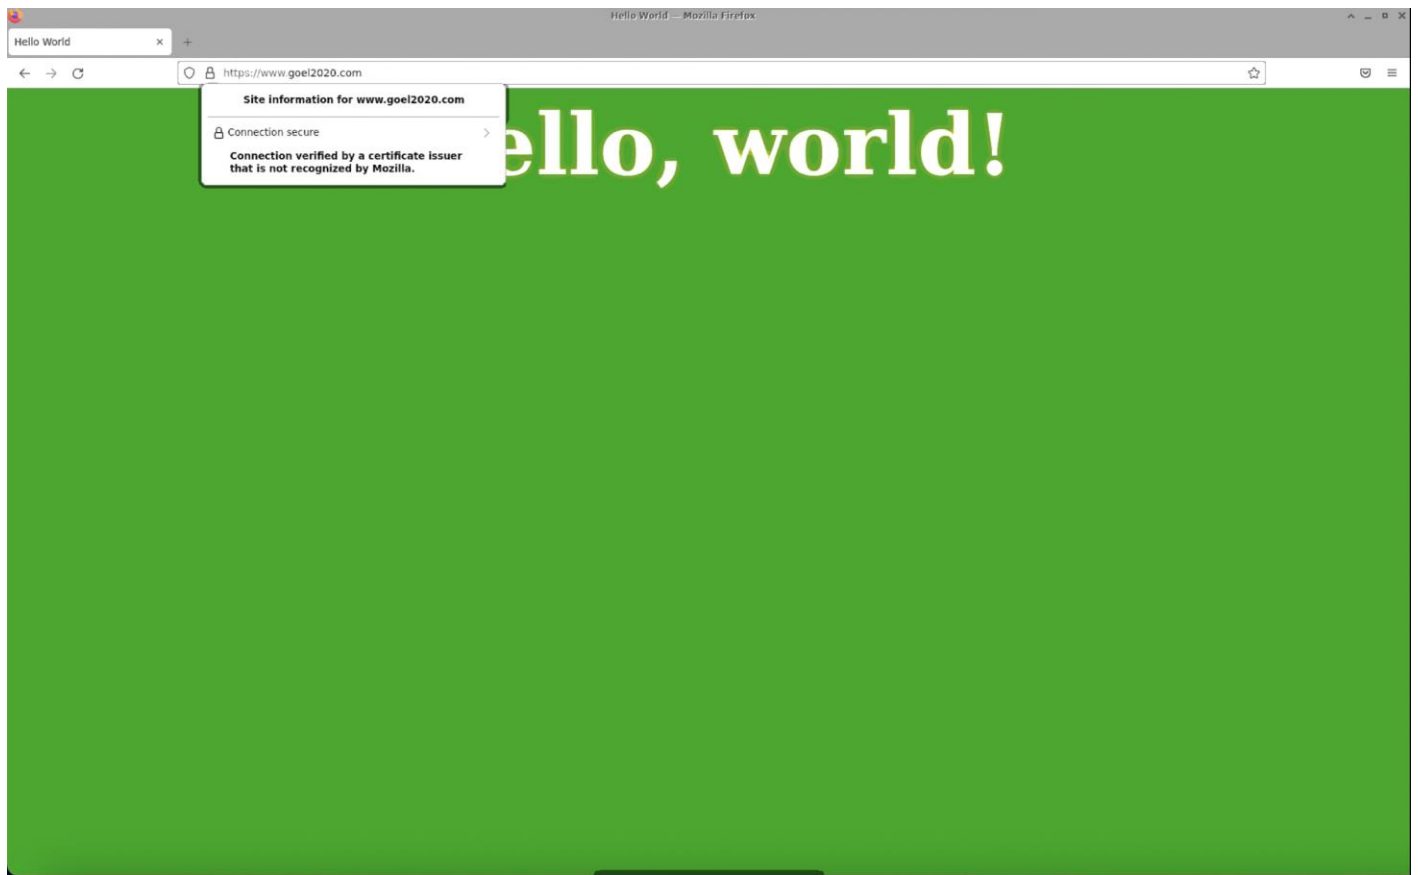 Hello World — Mozilla Firefox
Hello World
https://www.goel2020.com
Site information for www.goel2020.com
Connection secure
Connection verified by a certificate issuer
that is not recognized by Mozilla.
ello, world!